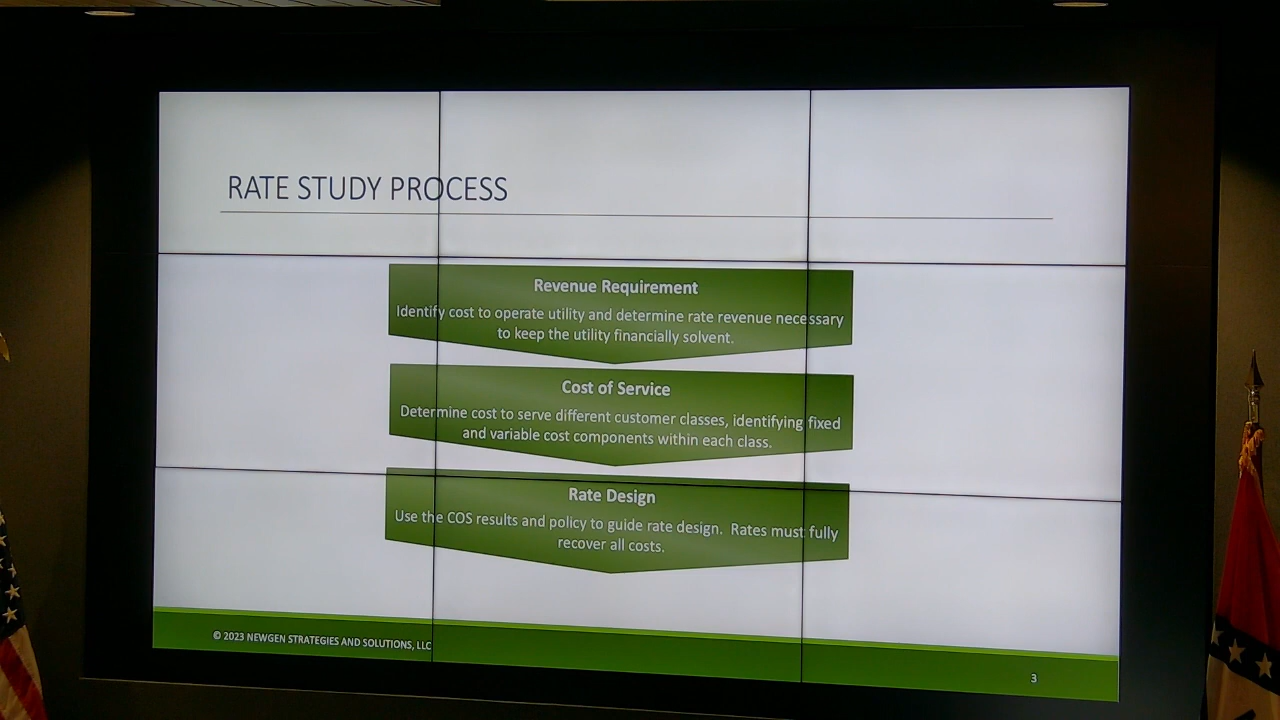 RATE STUDY PROCESS
Revenue Requirement
Identify cost to operate utility and determine rate revenue necessary
to keep the utility financially solvent.
Cost of Service
Determine cost to serve different customer classes, identifying fixed
and variable cost components within each class.
Rate Design
Use the COS results and policy to guide rate design.  Rates must fully
recover all costs.
© 2023 NEWGEN STRATEGIES AND SOLUTIONS, LLC
3